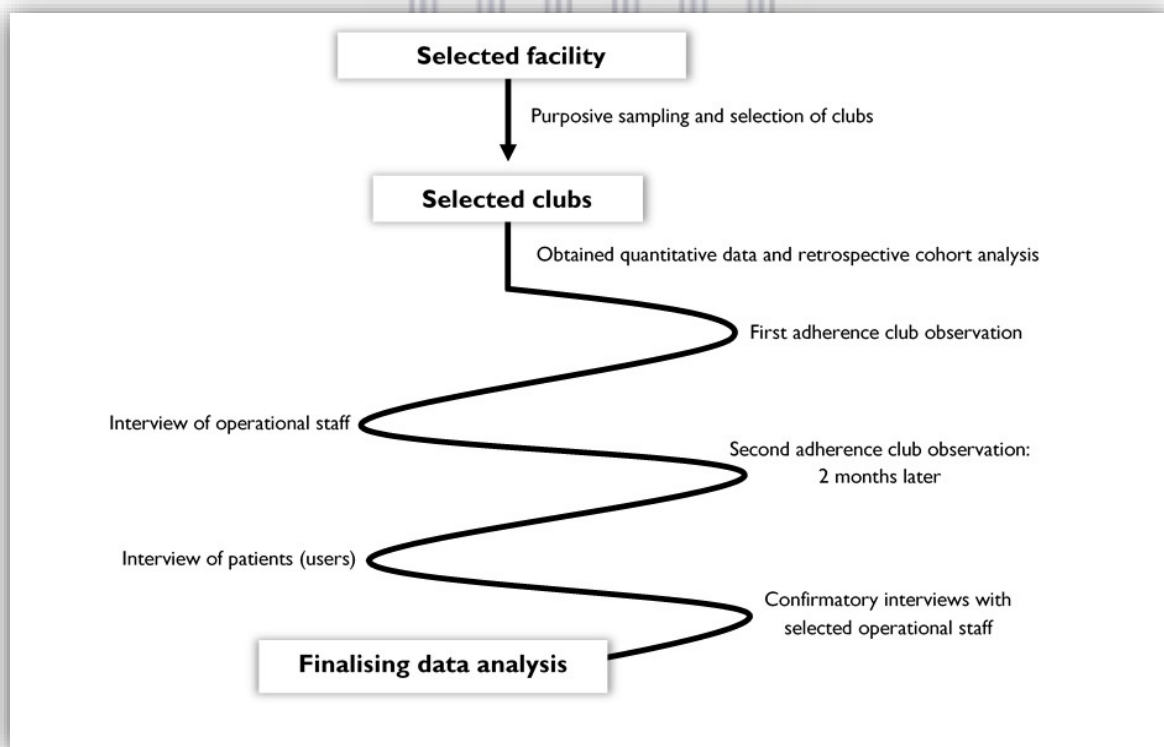 Selected facility
Purposive sampling and selection of clubs
Selected clubs
Obtained quantitative data and retrospective cohort analysis
First adherence club observation
Interview of operational staff
Second adherence club observation:
2 months later
Interview of patients (users)
Confirmatory interviews with
selected operational staff
Finalising data analysis